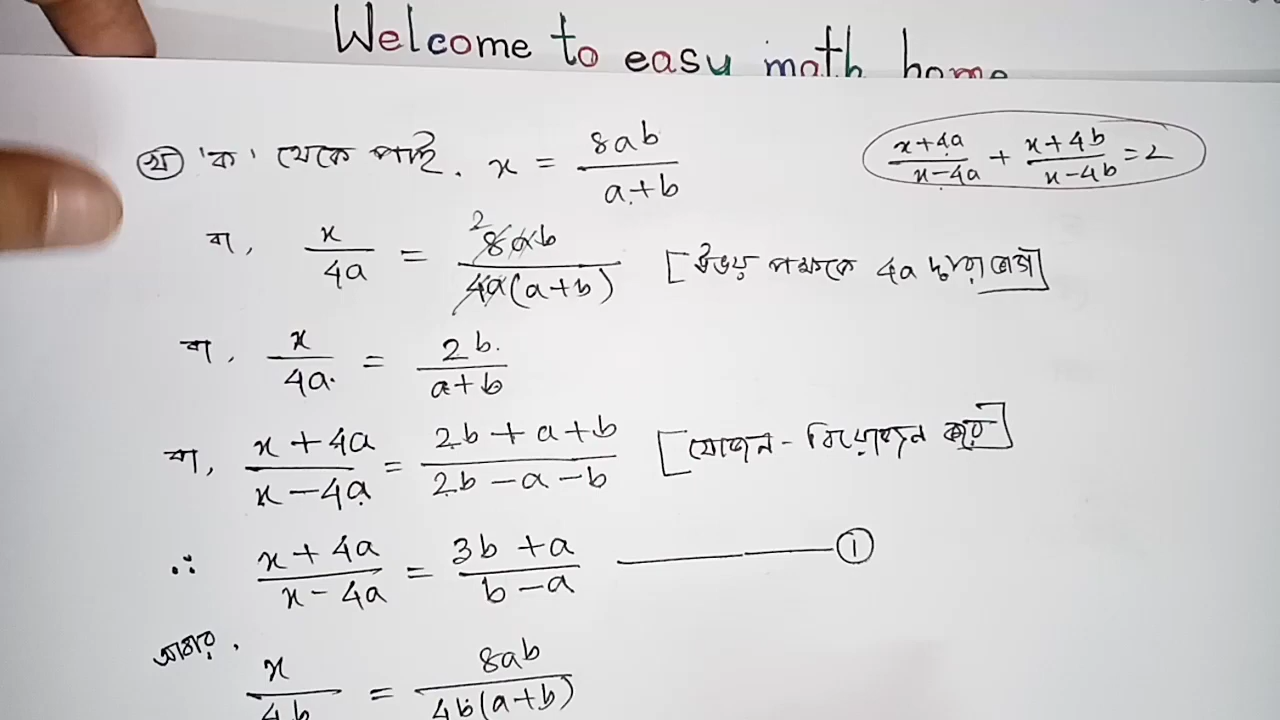 Welcome to easy math home
(খ) 'ক' থেকে পাই. x = 8ab/(a+b)
(x+4a)/(x-4a) + (x+4b)/(x-4b) = 2
বা, x/4a = 8ab/4a(a+b) [উভয় পক্ষকে 4a দ্বারা ভাগ] 2
বা, x/4a. = 2b./(a+b)
বা, (x+4a)/(x-4a) = (2b+a+b)/(2b-a-b) [যোজন-বিয়োজন করে]
∴ (x+4a)/(x-4a) = (3b+a)/(b-a) ——— (1)
আবার,
x/4b = 8ab/4b(a+b)